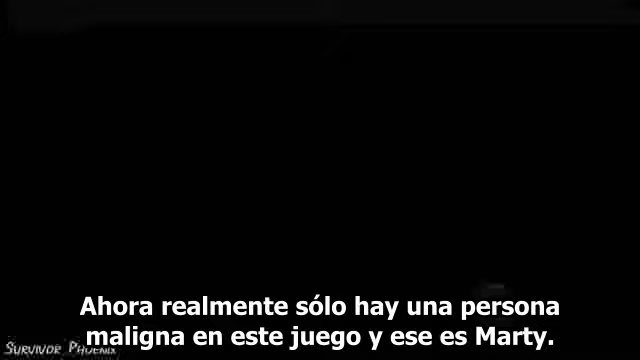 Ahora realmente sólo hay una persona
maligna en este juego y ese es Marty.
Survivor Phoenix